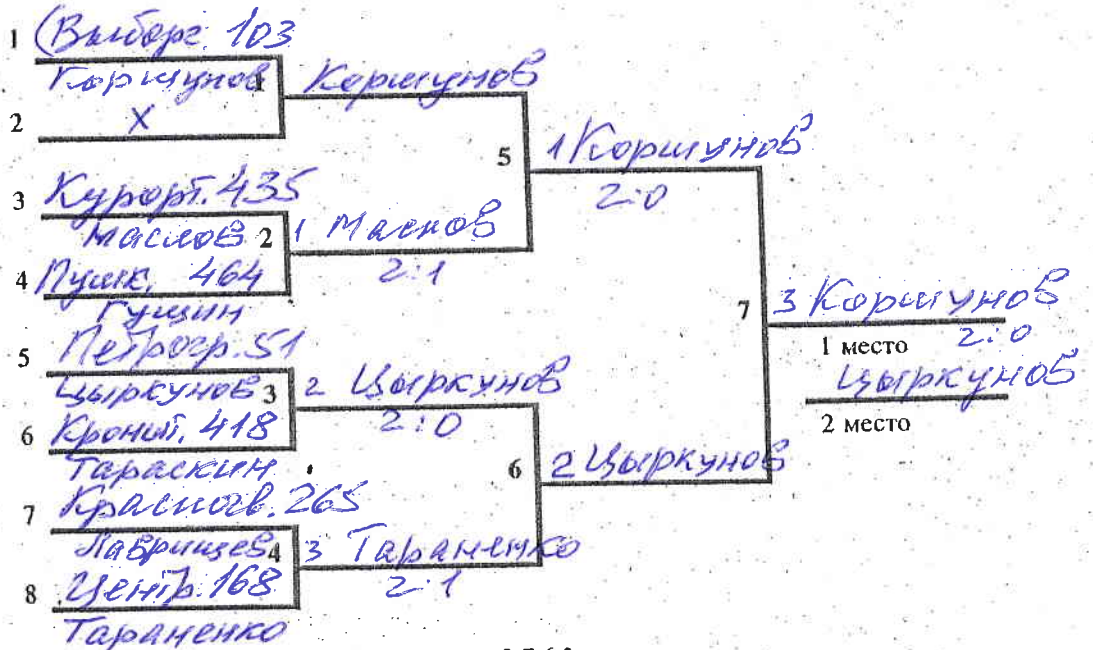 1 (Выборг. 103
Коршунов 1 Коршунов
2 X
5 1 Коршунов
2:0
3 Курорт. 435
Маслов 2 1 Маслов
4 Пушк. 464 2:1
Гущин
7 3 Коршунов
1 место 2:0
Цыркунов
2 место
5 Петрогр. 51
Цыркунов 3 2 Цыркунов
6 Кроншт. 418 2:0
Тараскин
6 2 Цыркунов
7 Красногв. 265
Лаврищев 4 3 Тараненко
8 Центр. 168 2:1
Тараненко